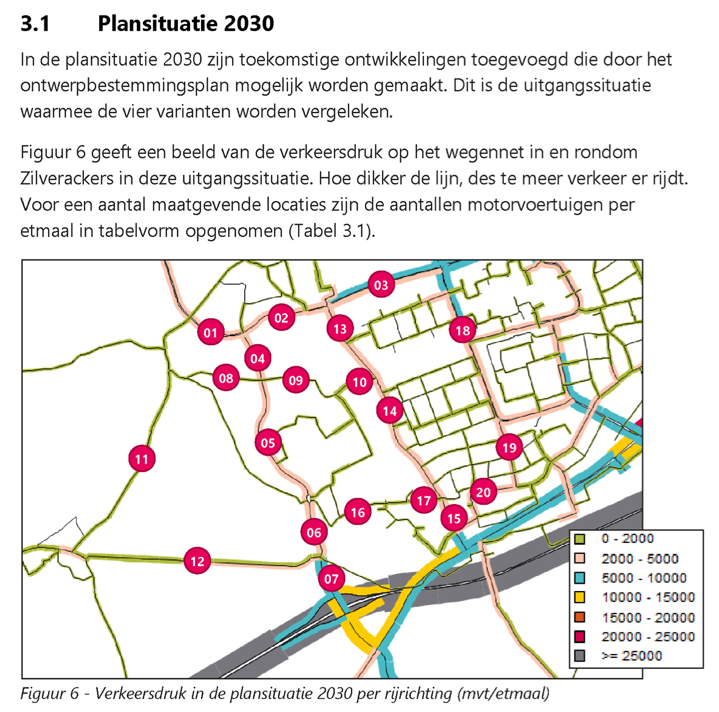 3.1 Plansituatie 2030
In de plansituatie 2030 zijn toekomstige ontwikkelingen toegevoegd die door het
ontwerpbestemmingsplan mogelijk worden gemaakt. Dit is de uitgangssituatie
waarmee de vier varianten worden vergeleken.
Figuur 6 geeft een beeld van de verkeersdruk op het wegennet in en rondom
Zilverackers in deze uitgangssituatie. Hoe dikker de lijn, des te meer verkeer er rijdt.
Voor een aantal maatgevende locaties zijn de aantallen motorvoertuigen per
etmaal in tabelvorm opgenomen (Tabel 3.1).
03
02
01
13
18
04
08
09
10
14
05
19
11
20
17
16
15
06
12
07
0 - 2000
2000 - 5000
5000 - 10000
10000 - 15000
15000 - 20000
20000 - 25000
>= 25000
Figuur 6 - Verkeersdruk in de plansituatie 2030 per rijrichting (mvt/etmaal)